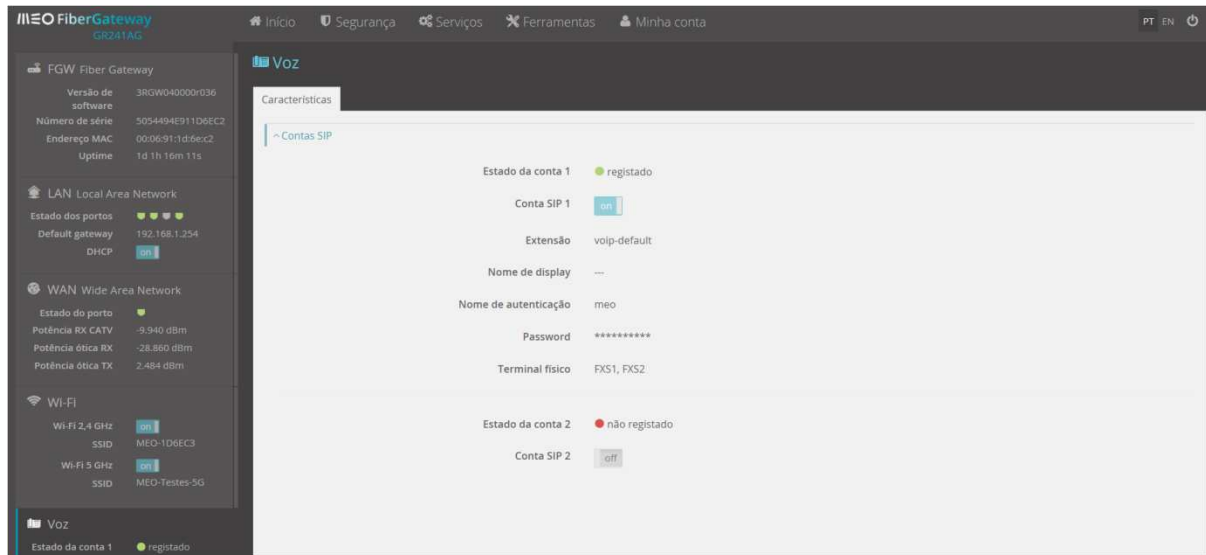 MEO FiberGateway
GR241AG
Início Segurança Serviços Ferramentas Minha conta PT EN
FGW Fiber Gateway
Versão de software 3RGW040000r036
Número de série 5054494E911D6EC2
Endereço MAC 00:06:91:1d:6e:c2
Uptime 1d 1h 16m 11s
LAN Local Area Network
Estado dos portos
Default gateway 192.168.1.254
DHCP on
WAN Wide Area Network
Estado do porto
Potência RX CATV -9.940 dBm
Potência ótica RX -28.860 dBm
Potência ótica TX 2.484 dBm
Wi-Fi
Wi-Fi 2,4 GHz on
SSID MEO-1D6EC3
Wi-Fi 5 GHz on
SSID MEO-Testes-5G
Voz
Estado da conta 1 registado
Voz
Características
Contas SIP
Estado da conta 1 registado
Conta SIP 1 on
Extensão voip-default
Nome de display ---
Nome de autenticação meo
Password **********
Terminal físico FXS1, FXS2
Estado da conta 2 não registado
Conta SIP 2 off